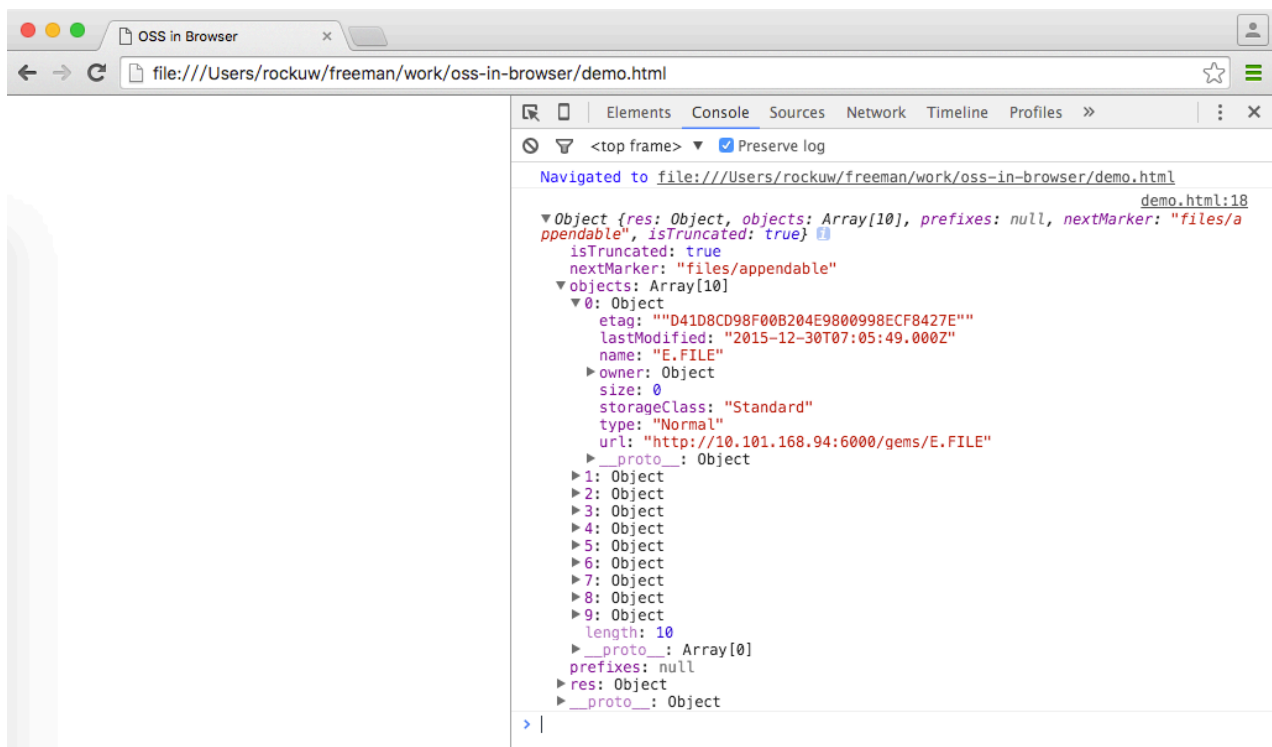 OSS in Browser
file:///Users/rockuw/freeman/work/oss-in-browser/demo.html
Elements Console Sources Network Timeline Profiles »
<top frame> ▼ Preserve log
Navigated to file:///Users/rockuw/freeman/work/oss-in-browser/demo.html
demo.html:18
▼Object {res: Object, objects: Array[10], prefixes: null, nextMarker: "files/a
ppendable", isTruncated: true}
isTruncated: true
nextMarker: "files/appendable"
▼objects: Array[10]
▼0: Object
etag: ""D41D8CD98F00B204E9800998ECF8427E""
lastModified: "2015-12-30T07:05:49.000Z"
name: "E.FILE"
▶owner: Object
size: 0
storageClass: "Standard"
type: "Normal"
url: "http://10.101.168.94:6000/gems/E.FILE"
▶__proto__: Object
▶1: Object
▶2: Object
▶3: Object
▶4: Object
▶5: Object
▶6: Object
▶7: Object
▶8: Object
▶9: Object
length: 10
▶__proto__: Array[0]
prefixes: null
▶res: Object
▶__proto__: Object
>